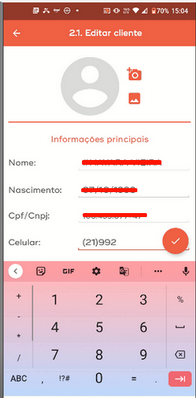 70% 15:04
2.1. Editar cliente
Informações principais
Nome:
Nascimento:
Cpf/Cnpj:
Celular: (21)992
GIF
+ 1 2 3 %
- 4 5 6
* 7 8 9
/
ABC , !?# 0 = .